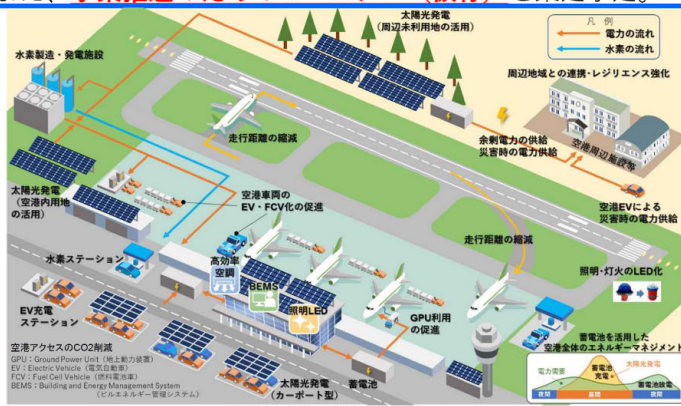 太陽光発電
(周辺未利用地の活用)
凡 例
電力の流れ
水素の流れ
水素製造・発電施設
周辺地域との連携・レジリエンス強化
走行距離の縮減
余剰電力の供給
災害時の電力供給
空港周辺施設等
太陽光発電
(空港内用地
の活用)
空港車両の
EV・FCV化の促進
空港EVによる
災害時の電力供給
走行距離の縮減
水素ステーション
高効率
空調
BEMS
照明LED
照明・灯火のLED化
EV充電
ステーション
GPU利用
の促進
空港アクセスのCO2削減
GPU:Ground Power Unit(地上動力装置)
EV:Electric Vehicle(電気自動車)
FCV:Fuel Cell Vehicle(燃料電池車)
BEMS:Building and Energy Management System
(ビルエネルギー管理システム)
太陽光発電
(カーポート型)
蓄電池
蓄電池を活用した
空港全体のエネルギーマネジメント
電力需要
蓄電池
充電
太陽光発電
蓄電池放電
夜間
昼間
夜間